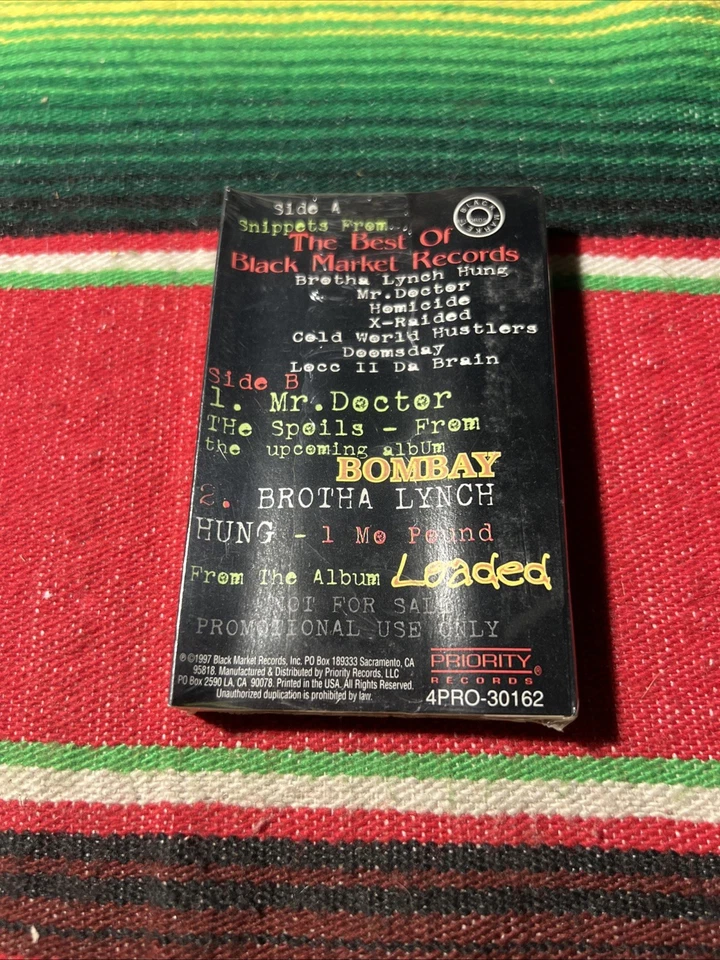 Side A
Snippets From...
The Best Of
Black Market Records
BLACK MARKET
Brotha Lynch Hung
Mr.Doctor
Homicide
X-Raided
Cold World Hustlers
Doomsday
Locc II Da Brain
Side B
1. Mr.Doctor
THe Spoils - From
the upcoming albUm
BOMBAY
2. BROTHA LYNCH
HUNG - 1 Mo Pound
From The Album Loaded
NOT FOR SALE
PROMOTIONAL USE ONLY
℗©1997 Black Market Records, Inc. PO Box 189333 Sacramento, CA
95818. Manufactured & Distributed by Priority Records, LLC
PO Box 2590 LA, CA 90078. Printed in the USA. All Rights Reserved.
Unauthorized duplication is prohibited by law.
PRIORITY
RECORDS®
4PRO-30162